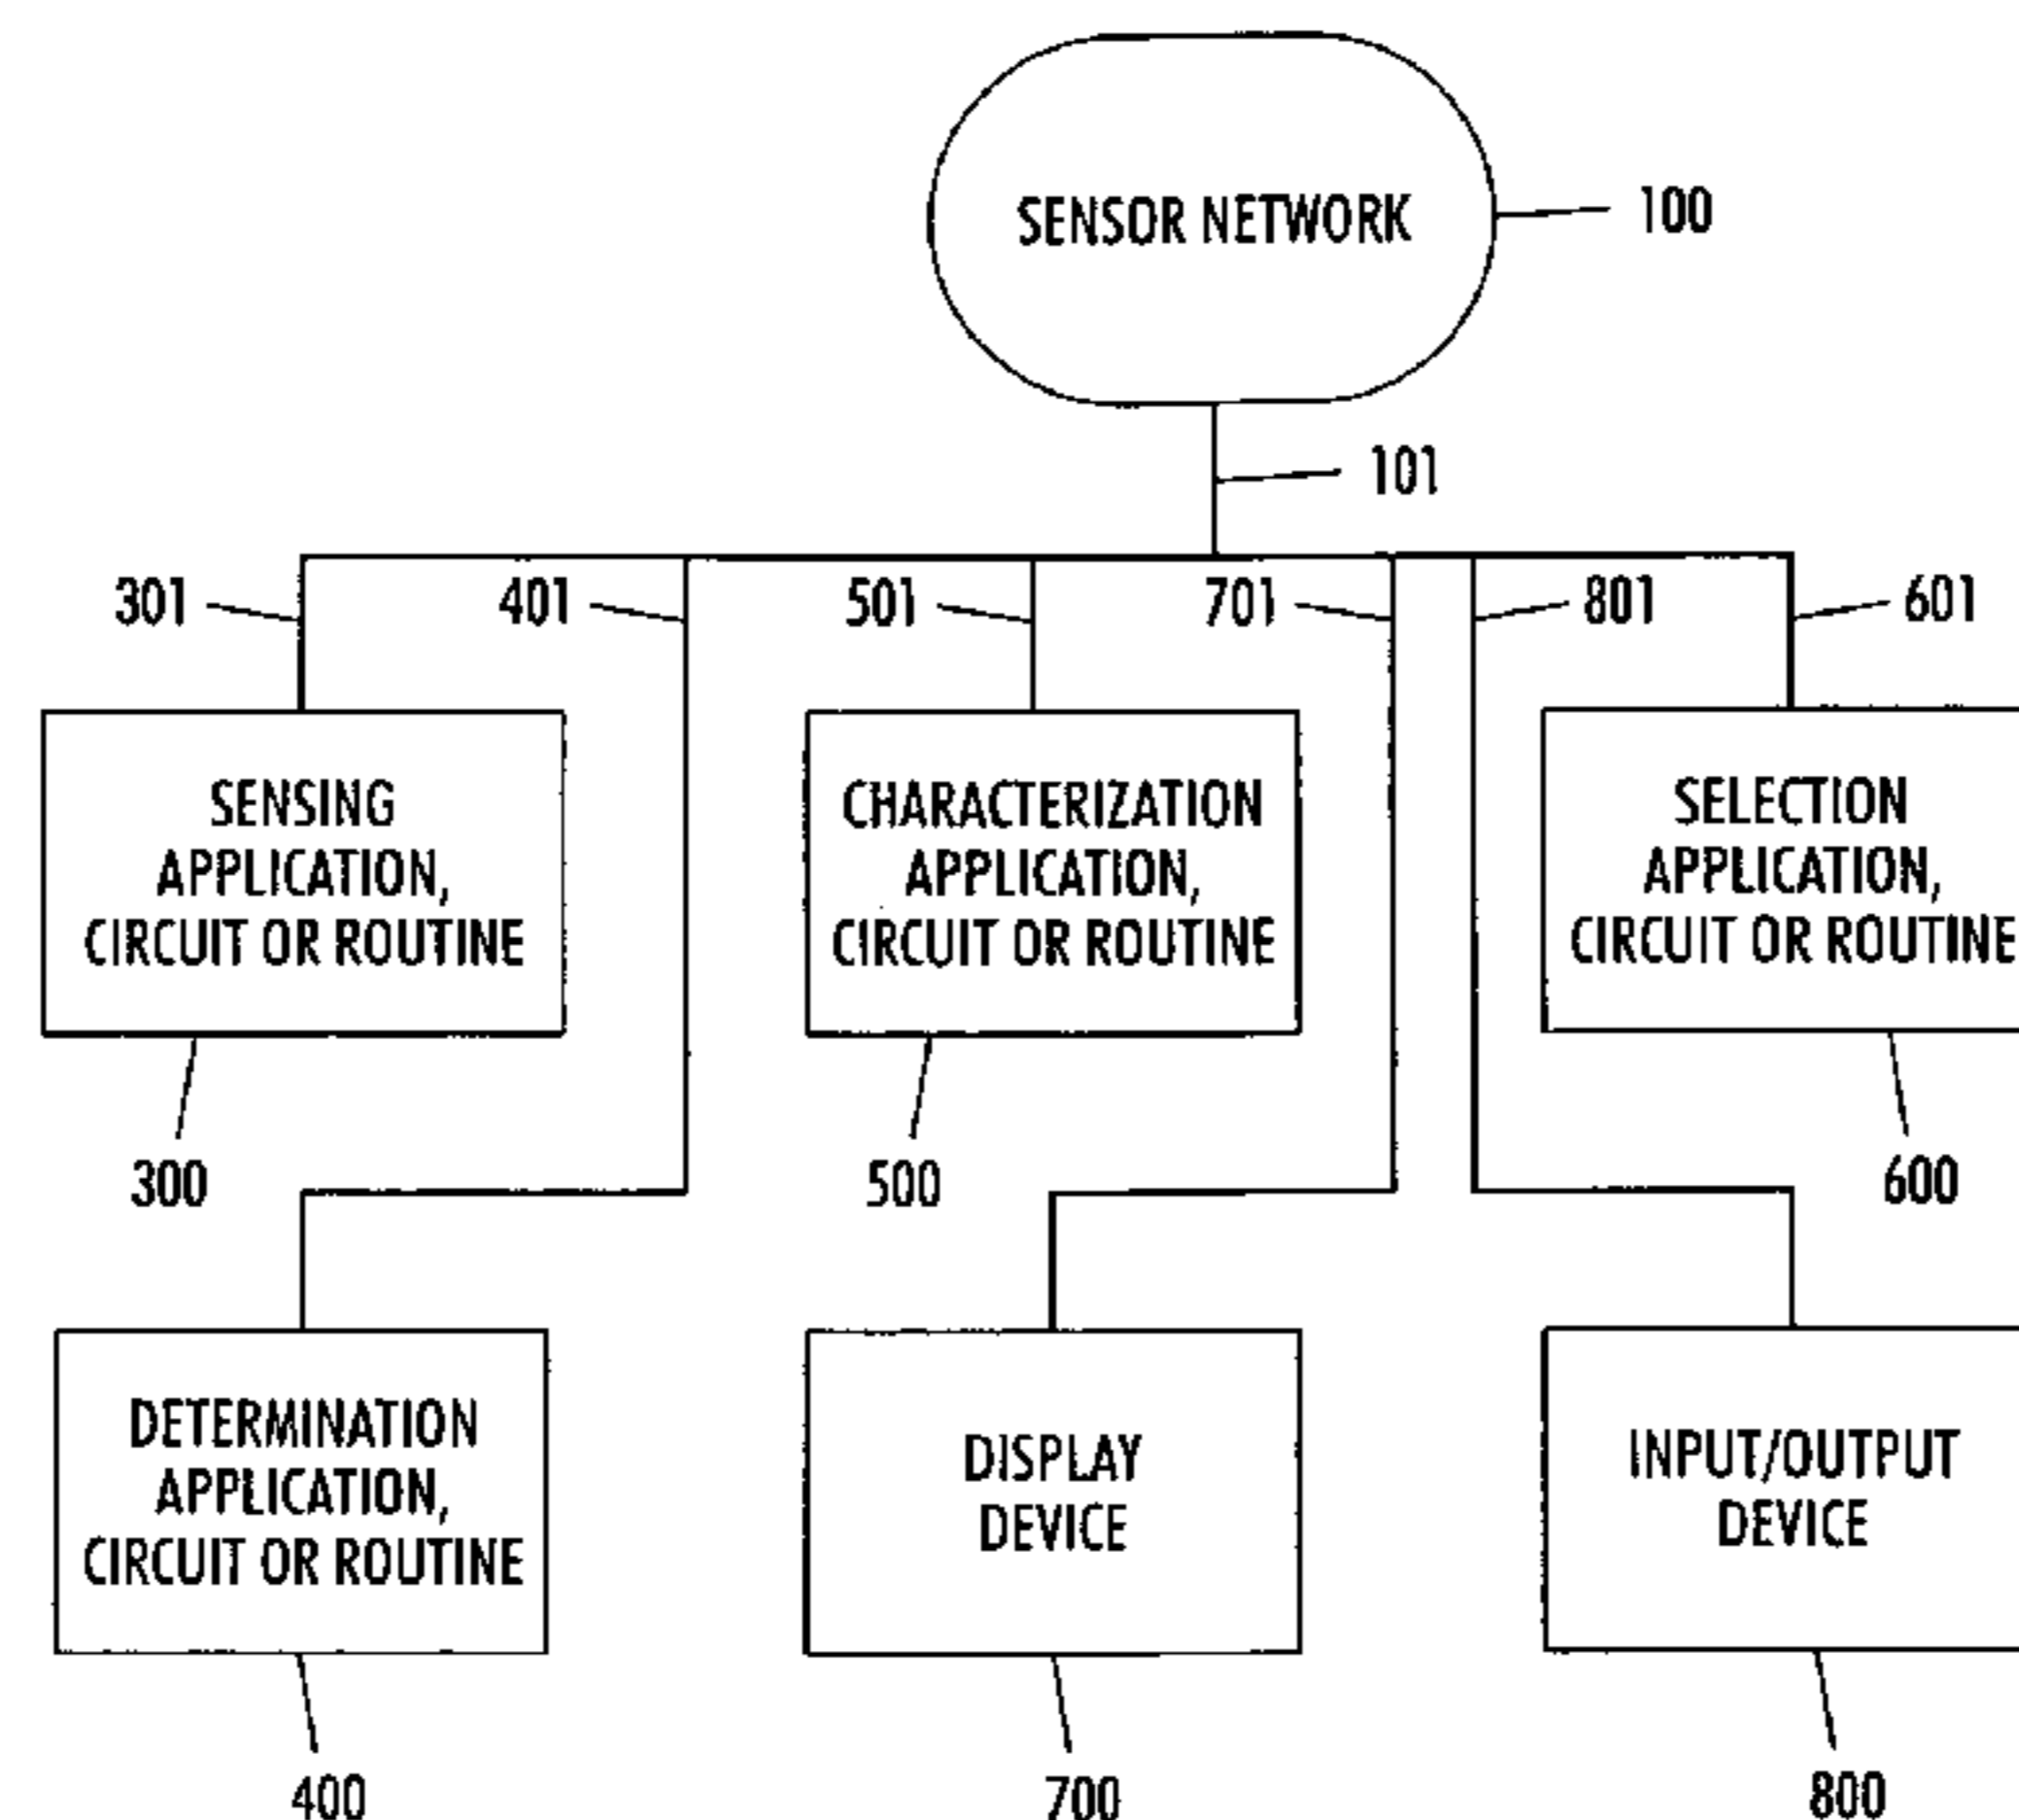 SENSOR NETWORK
100
101
301
401
501
701
801
601
SENSING
APPLICATION,
CIRCUIT OR ROUTINE
CHARACTERIZATION
APPLICATION,
CIRCUIT OR ROUTINE
SELECTION
APPLICATION,
CIRCUIT OR ROUTINE
300
500
600
DETERMINATION
APPLICATION,
CIRCUIT OR ROUTINE
DISPLAY
DEVICE
INPUT/OUTPUT
DEVICE
400
700
800